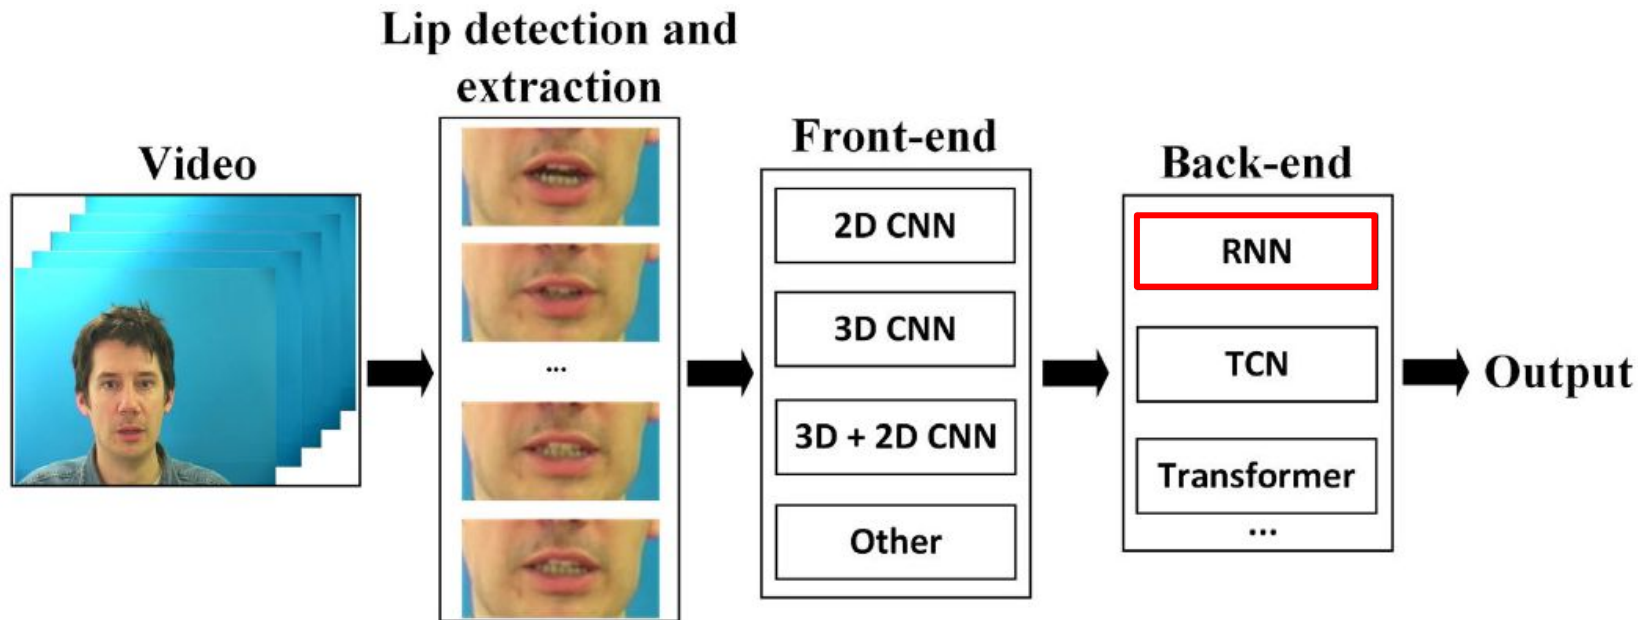 Lip detection and
extraction
Video
...
Front-end
2D CNN
3D CNN
3D + 2D CNN
Other
Back-end
RNN
TCN
Transformer
...
Output